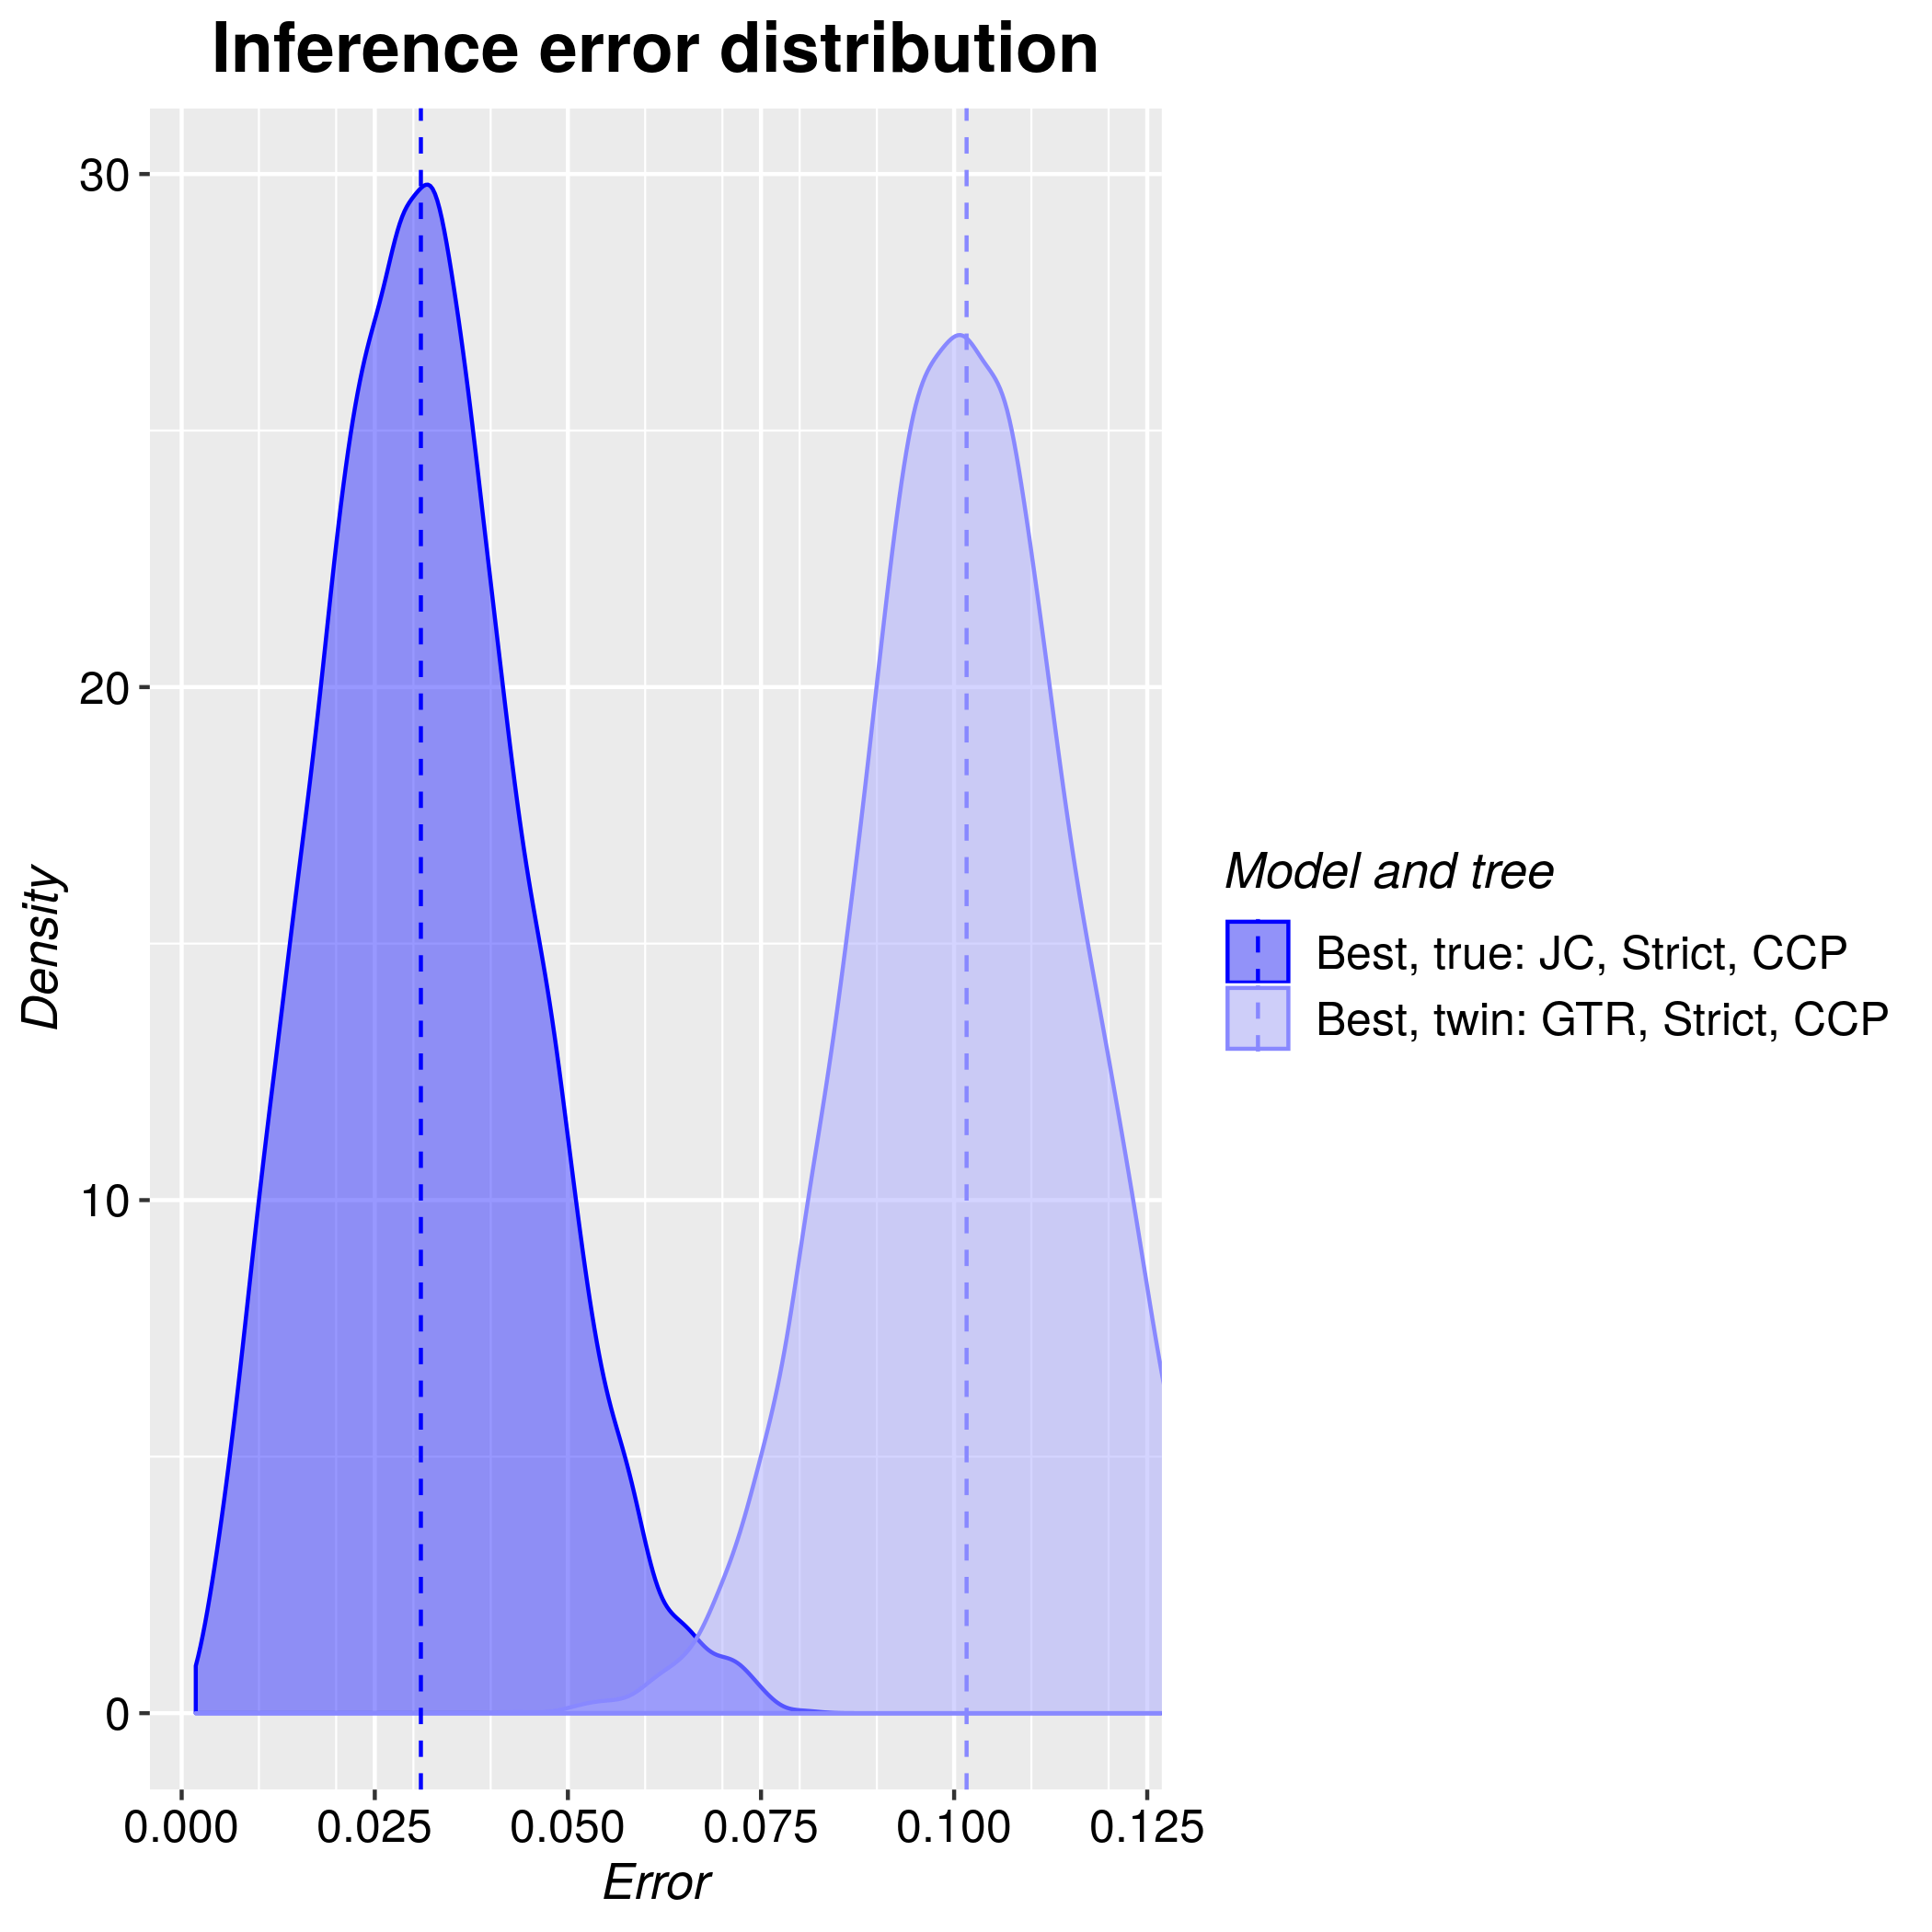 Inference error distribution
30
20
10
0
Density
0.000 0.025 0.050 0.075 0.100 0.125
Error
Model and tree
Best, true: JC, Strict, CCP
Best, twin: GTR, Strict, CCP